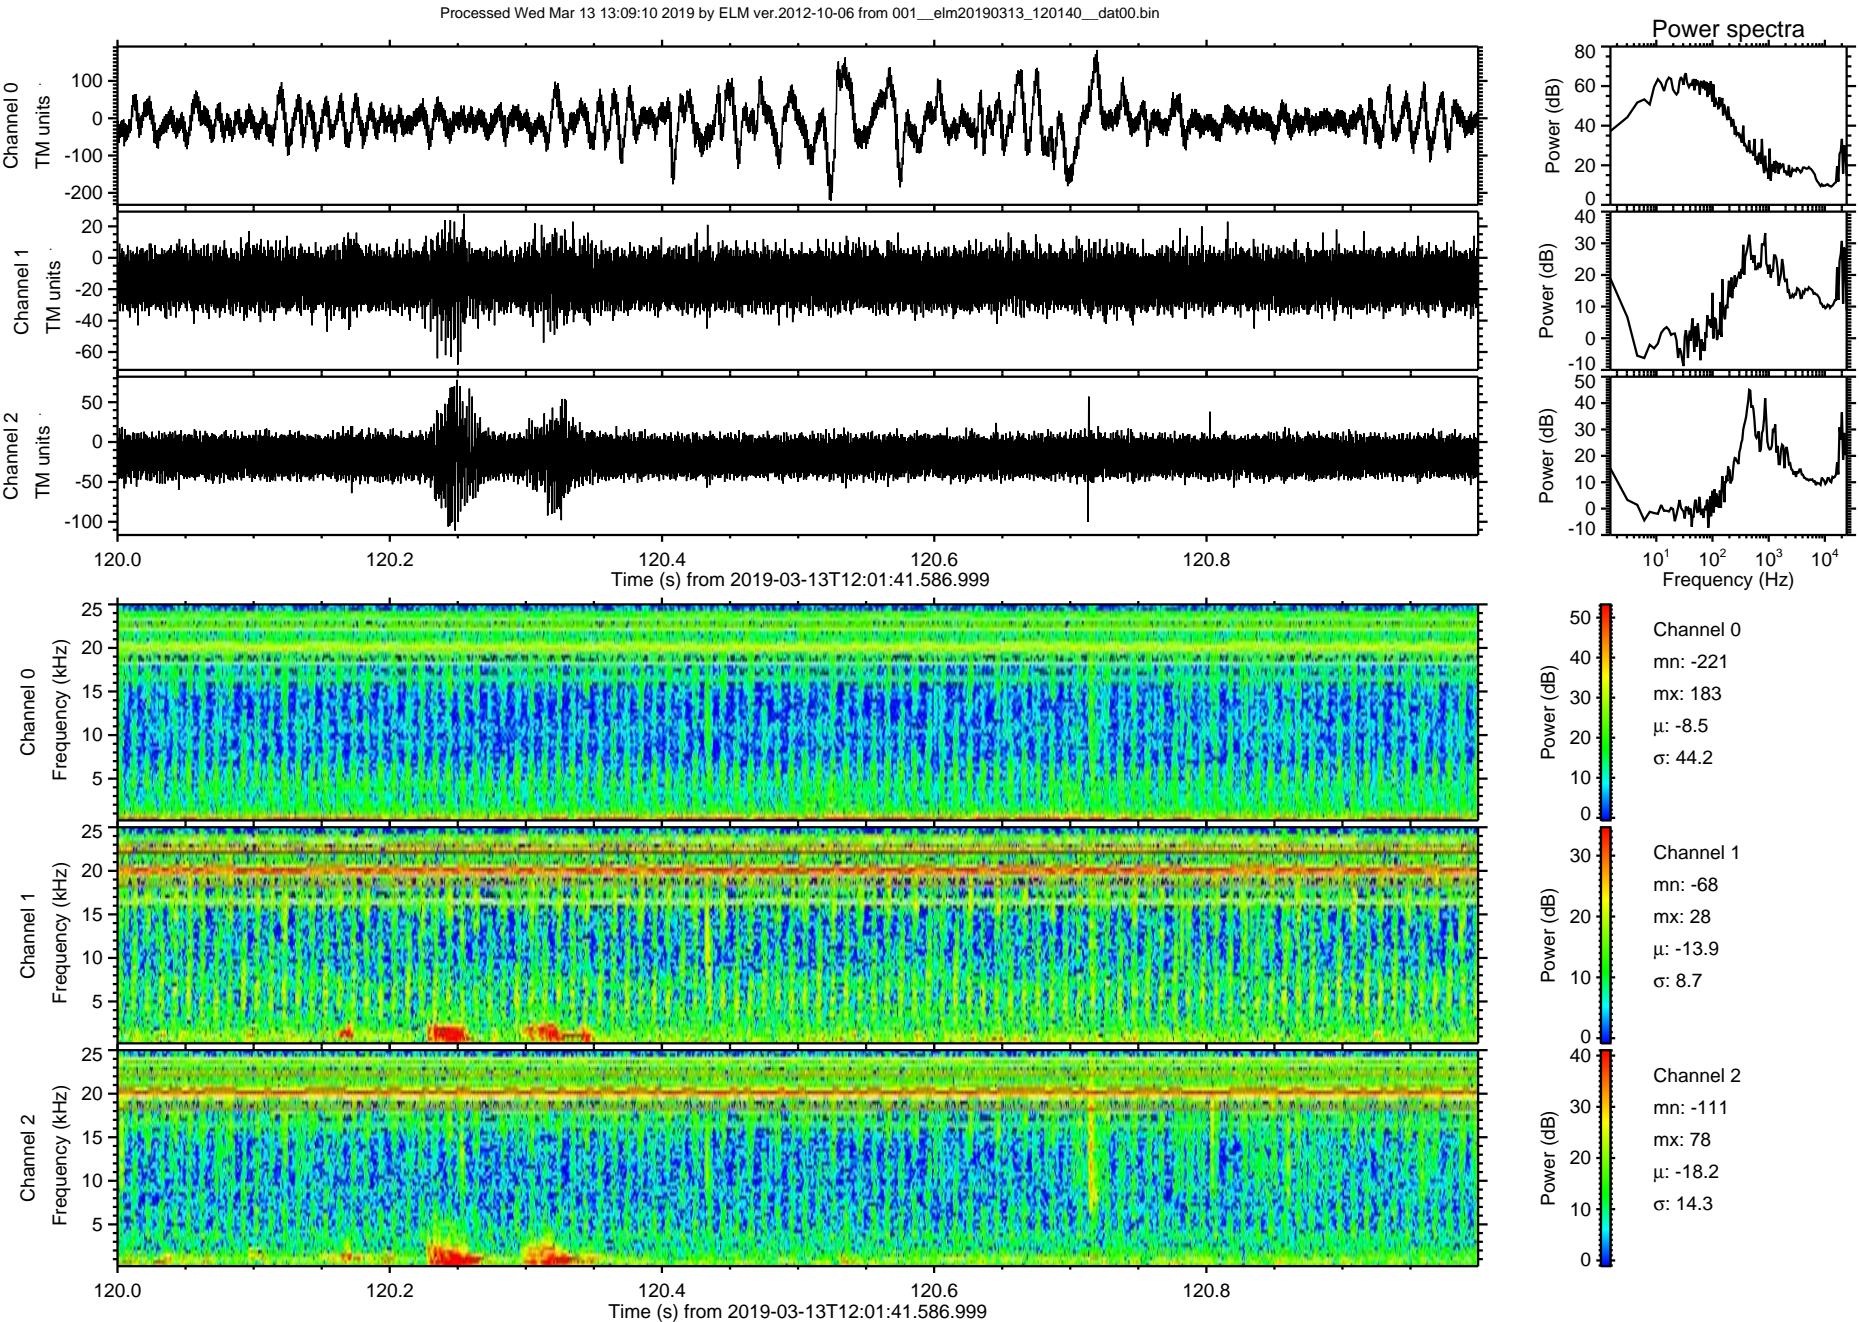 Processed Wed Mar 13 13:09:10 2019 by ELM ver.2012-10-06 from 001__elm20190313_120140__dat00.bin
Power spectra
Channel 0
TM units
100
0
-100
-200
Power (dB)
80
60
40
20
0
Channel 1
TM units
20
0
-20
-40
-60
Power (dB)
40
30
20
10
0
-10
Channel 2
TM units
50
0
-50
-100
Power (dB)
50
40
30
20
10
0
-10
120.0 120.2 120.4 120.6 120.8
Time (s) from 2019-03-13T12:01:41.586.999
10¹ 10² 10³ 10⁴
Frequency (Hz)
Channel 0
Frequency (kHz)
25
20
15
10
5
Power (dB)
50
40
30
20
10
0
Channel 0
mn: -221
mx: 183
μ: -8.5
σ: 44.2
Channel 1
Frequency (kHz)
25
20
15
10
5
Power (dB)
30
20
10
0
Channel 1
mn: -68
mx: 28
μ: -13.9
σ: 8.7
Channel 2
Frequency (kHz)
25
20
15
10
5
Power (dB)
40
30
20
10
0
Channel 2
mn: -111
mx: 78
μ: -18.2
σ: 14.3
120.0 120.2 120.4 120.6 120.8
Time (s) from 2019-03-13T12:01:41.586.999